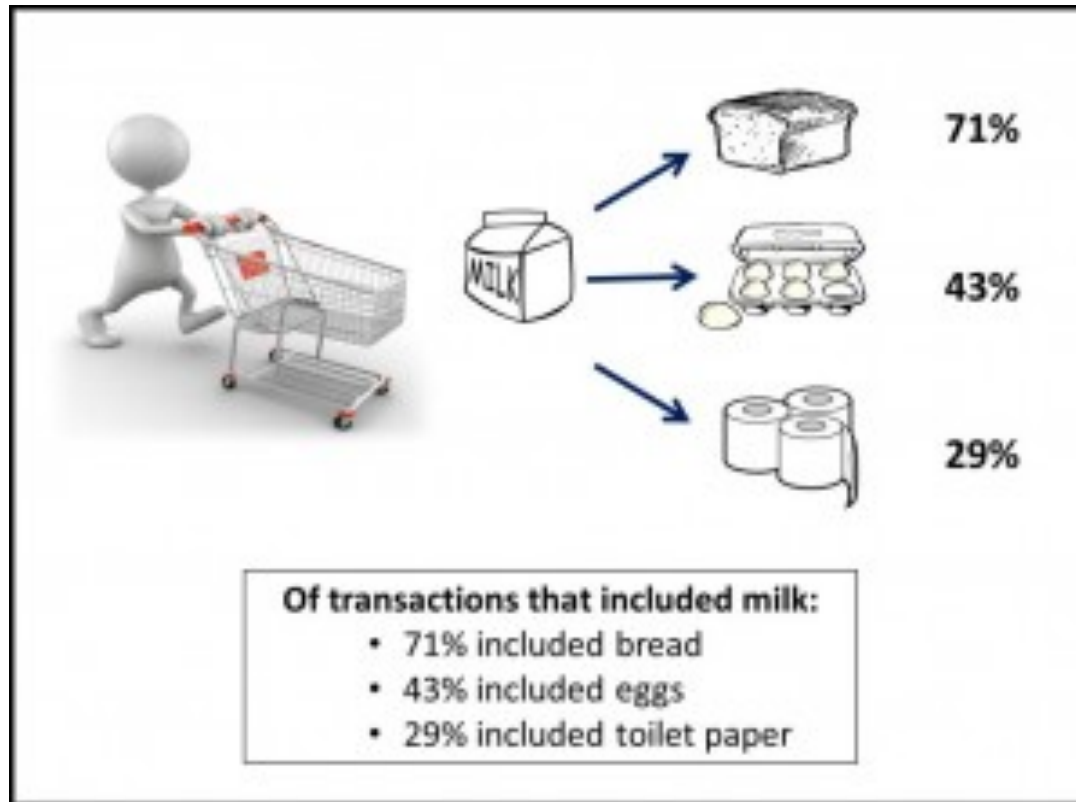 71%
MILK
43%
29%
Of transactions that included milk:
• 71% included bread
• 43% included eggs
• 29% included toilet paper